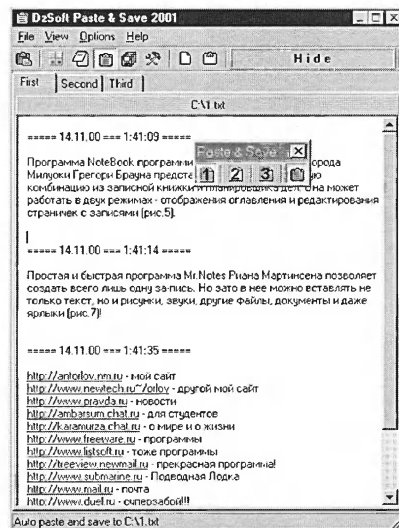 DzSoft Paste & Save 2001
File View Options Help
Hide
First Second Third
C:\1.txt
===== 14.11.00 === 1:41:09 =====
Программа NoteBook программи орода
Paste & Save
Милуоки Грегори Брауна предста ую
1 2 3
комбинацию из записной книжки и планировщика дел. Она может
работать в двух режимах - отображения оглавления и редактирования
страничек с записями (рис.5).
===== 14.11.00 === 1:41:14 =====
Простая и быстрая программа Mr.Notes Риана Мартинсена позволяет
создать всего лишь одну запись. Но зато в нее можно вставлять не
только текст, но и рисунки, звуки, другие файлы, документы и даже
ярлыки (рис.7)!
===== 14.11.00 === 1:41:35 =====
http://antorlov.nm.ru - мой сайт
http://www.newtech.ru/~orlov - другой мой сайт
http://www.pravda.ru - новости
http://ambarsum.chat.ru - для студентов
http://karamurza.chat.ru - о мире и о жизни
http://www.freeware.ru - программы
http://www.listsoft.ru - тоже программы
http://treeview.newmail.ru - прекрасная программа!
http://www.submarine.ru - Подводная Лодка
http://www.mail.ru - почта
http://www.duel.ru - суперзабой!!!
Auto paste and save to C:\1.txt